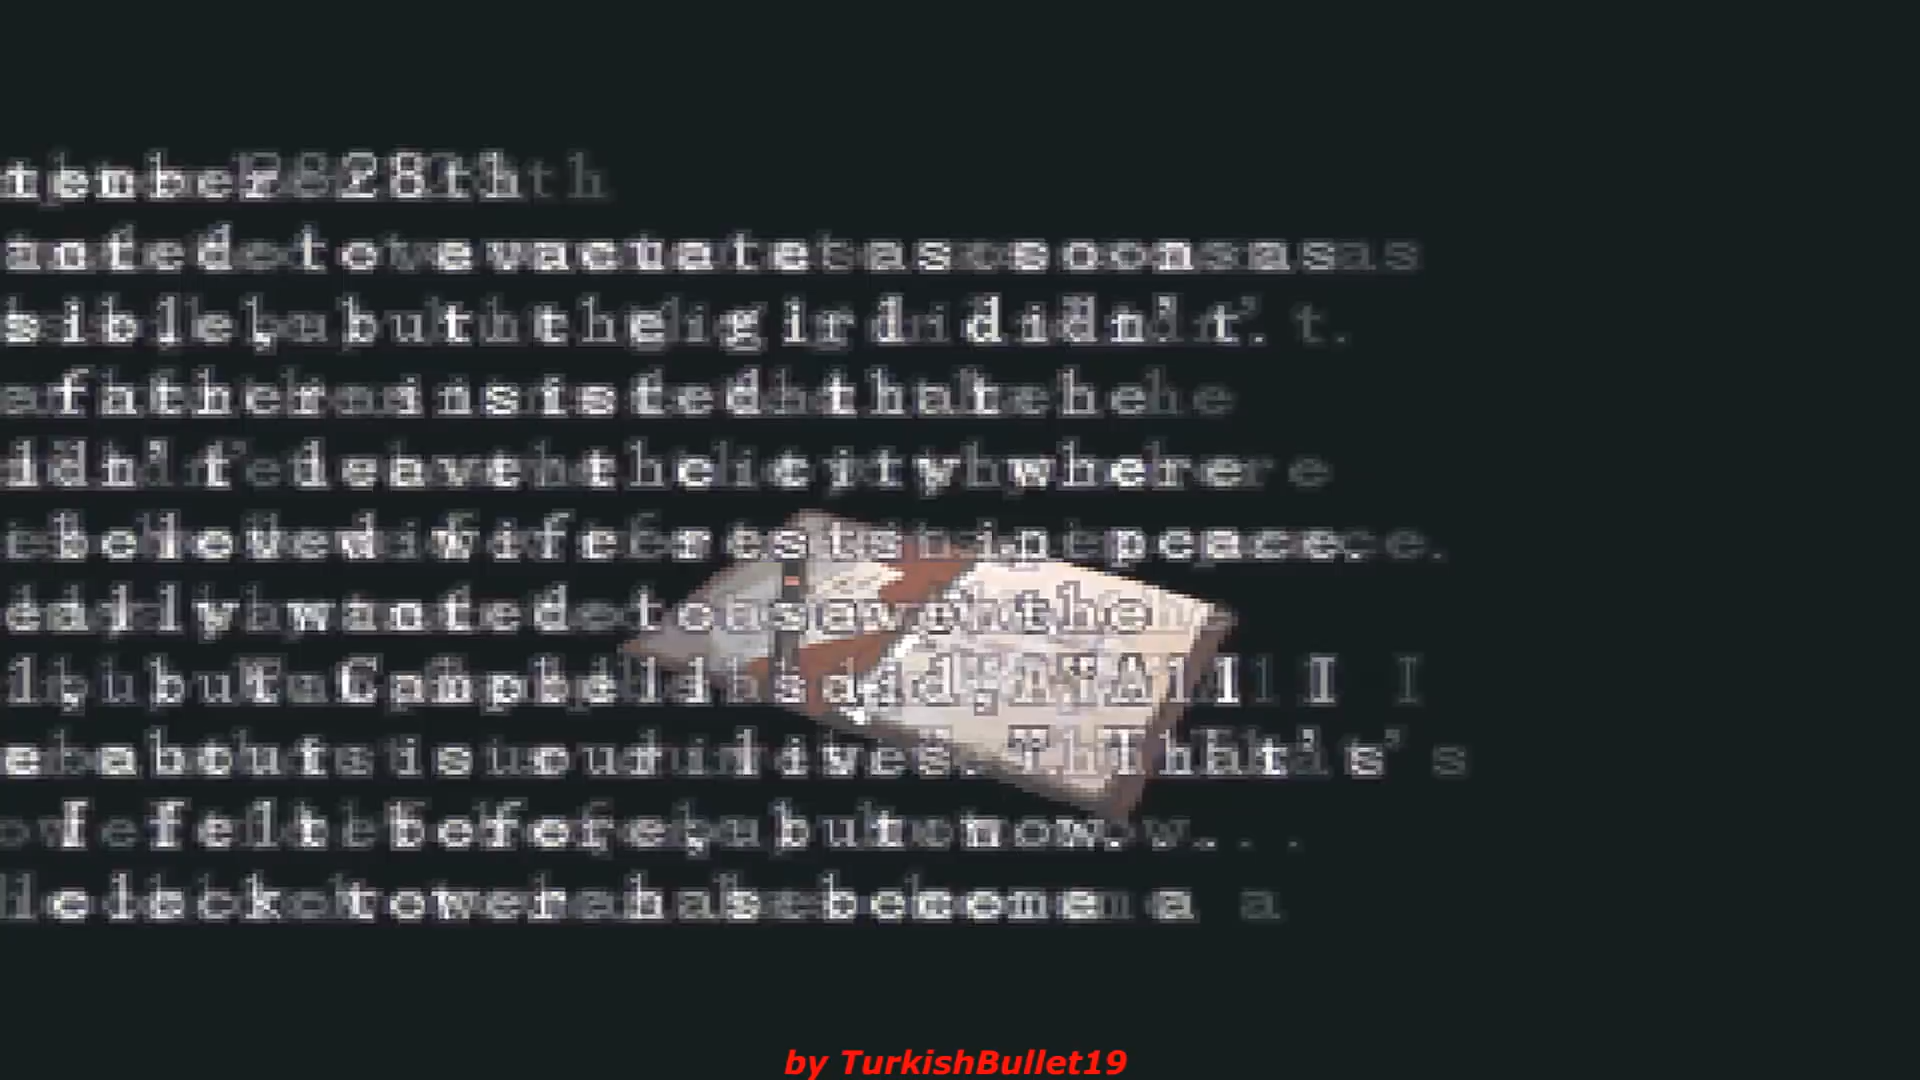 tember 28th
anted to evacuate as soon as
sible, but the girl didn't.
father insisted that he
idn't leave the city where
beloved wife rests in peace.
eally wanted to save the
l, but Campbell said, "All I
e about is our lives." That's
I felt before, but now...
clock tower has become a
by TurkishBullet19